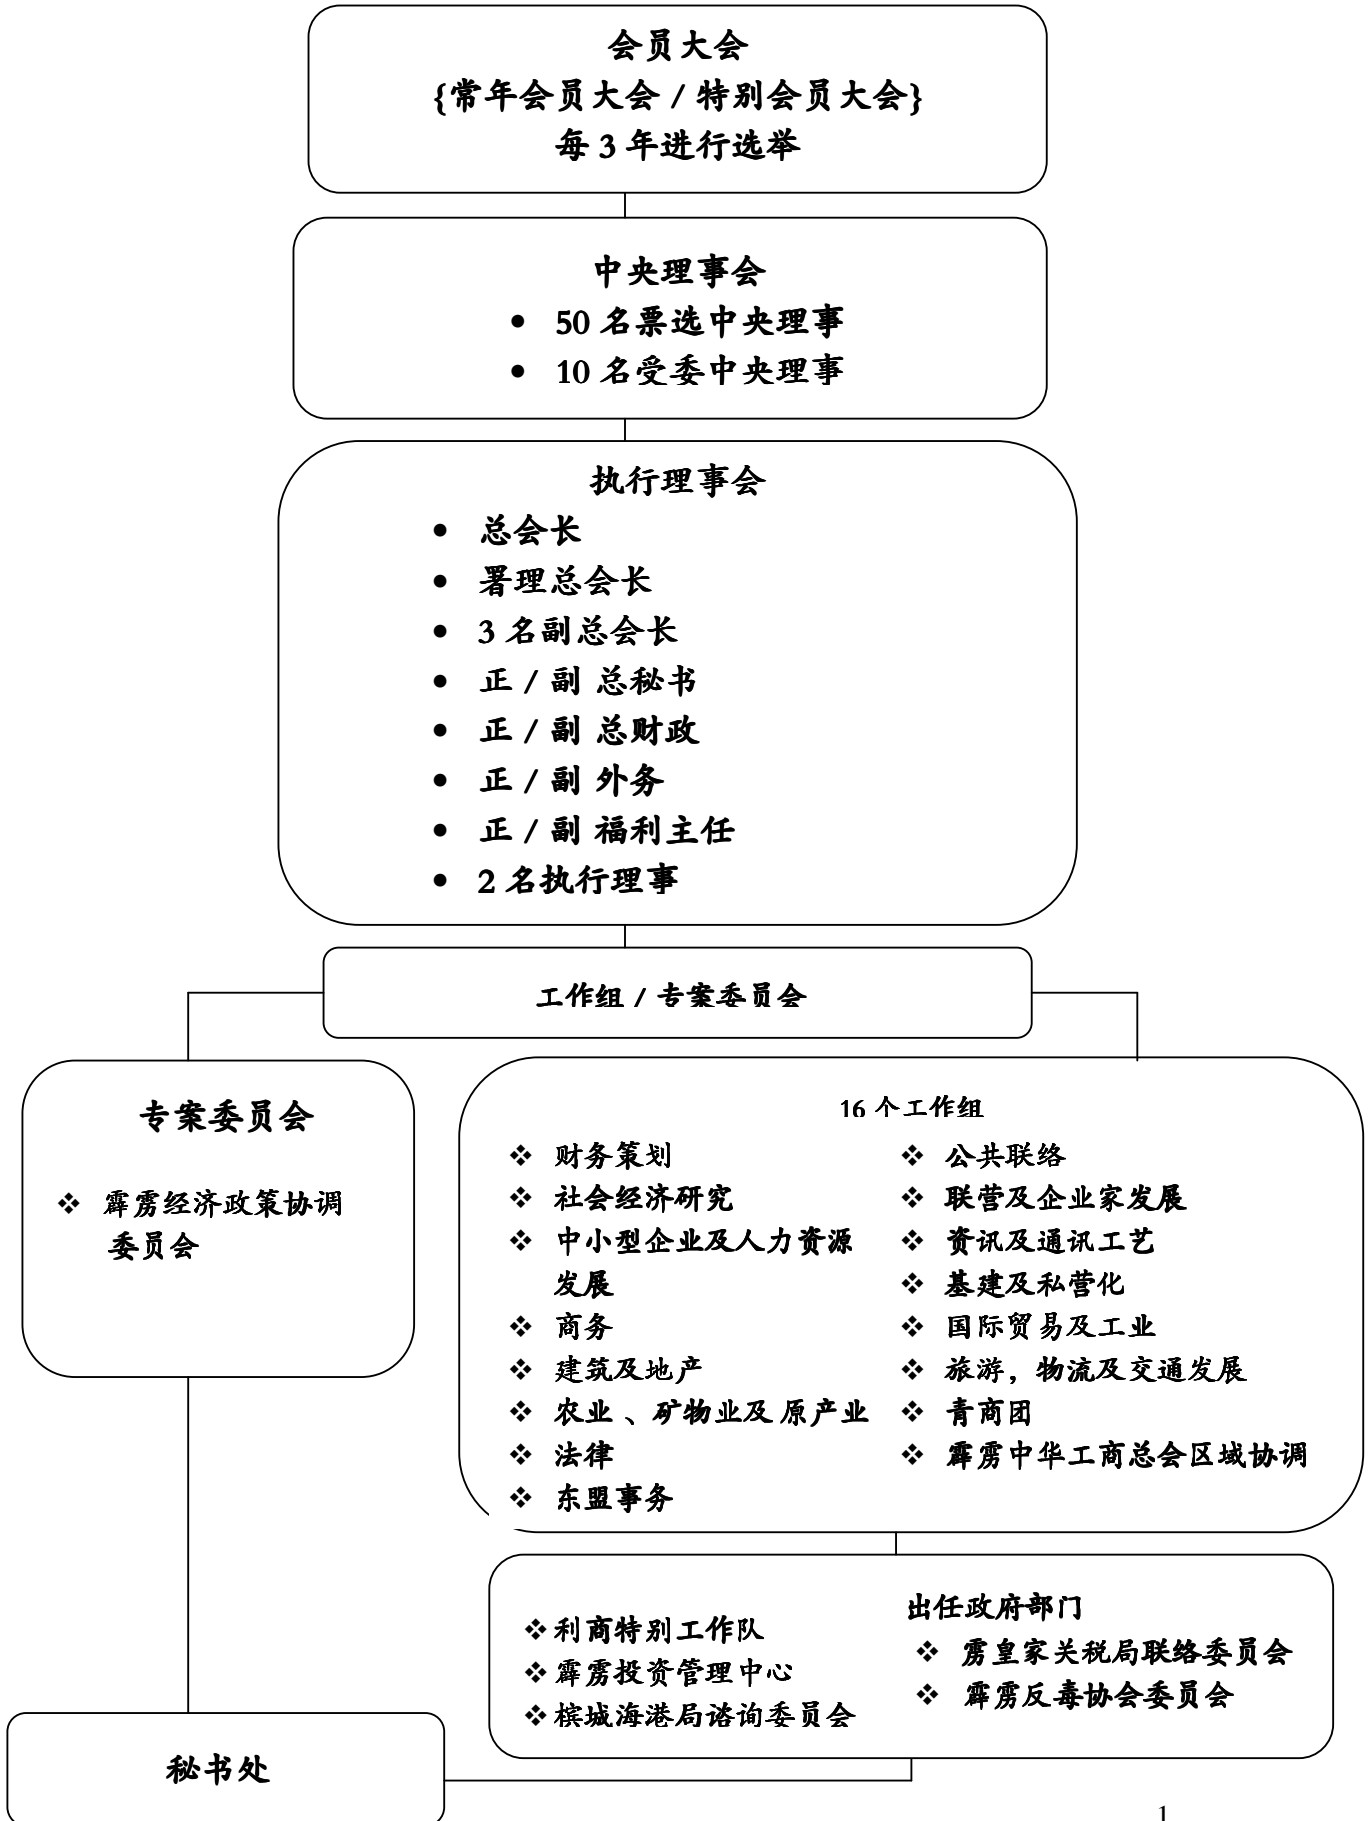 会员大会
{常年会员大会 / 特别会员大会}
每 3 年进行选举
中央理事会
• 50 名票选中央理事
• 10 名受委中央理事
执行理事会
• 总会长
• 署理总会长
• 3 名副总会长
• 正 / 副 总秘书
• 正 / 副 总财政
• 正 / 副 外务
• 正 / 副 福利主任
• 2 名执行理事
工作组 / 专案委员会
专案委员会
❖ 霹雳经济政策协调
委员会
16 个工作组
❖ 财务策划
❖ 社会经济研究
❖ 中小型企业及人力资源
发展
❖ 商务
❖ 建筑及地产
❖ 农业 、矿物业及 原产业
❖ 法律
❖ 东盟事务
❖ 公共联络
❖ 联营及企业家发展
❖ 资讯及通讯工艺
❖ 基建及私营化
❖ 国际贸易及工业
❖ 旅游，物流及交通发展
❖ 青商团
❖ 霹雳中华工商总会区域协调
❖利商特别工作队
❖霹雳投资管理中心
❖槟城海港局谘询委员会
出任政府部门
❖ 雳皇家关税局联络委员会
❖ 霹雳反毒协会委员会
秘书处
1